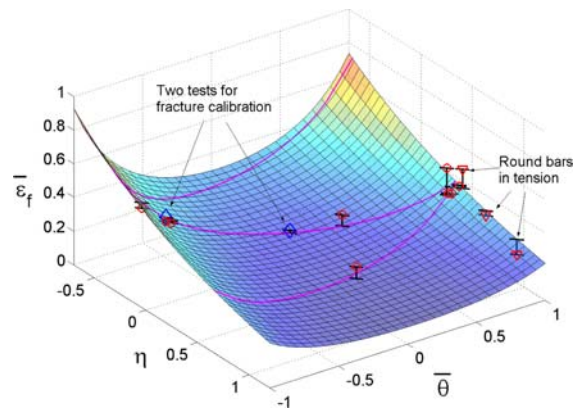 1
0.8
0.6
0.4
0.2
0
ε̅f
Two tests for
fracture calibration
Round bars
in tension
-0.5
0
0.5
1
η
-1
-0.5
0
0.5
1
θ̅